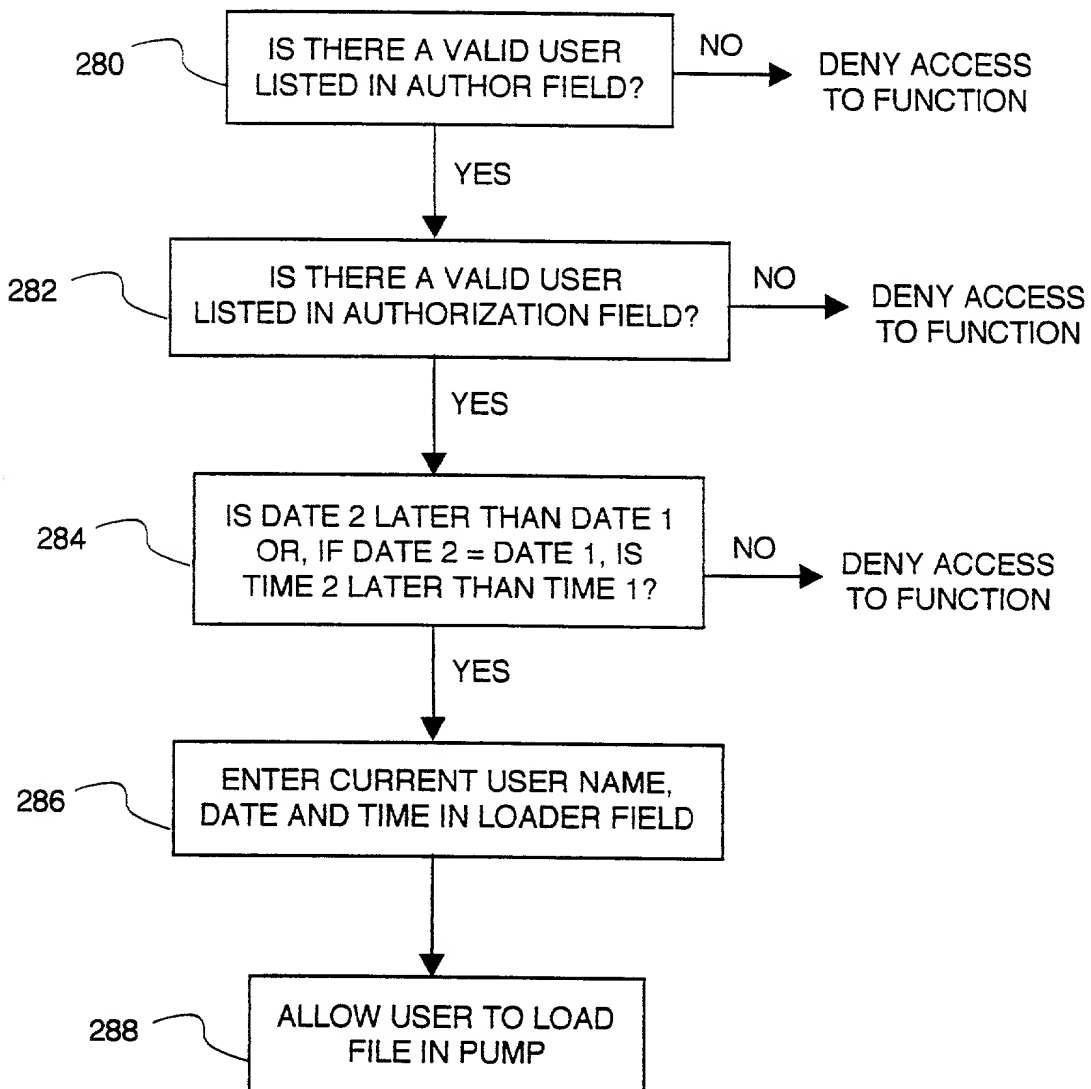 280
IS THERE A VALID USER
LISTED IN AUTHOR FIELD?
NO
DENY ACCESS
TO FUNCTION
YES
282
IS THERE A VALID USER
LISTED IN AUTHORIZATION FIELD?
NO
DENY ACCESS
TO FUNCTION
YES
284
IS DATE 2 LATER THAN DATE 1
OR, IF DATE 2 = DATE 1, IS
TIME 2 LATER THAN TIME 1?
NO
DENY ACCESS
TO FUNCTION
YES
286
ENTER CURRENT USER NAME,
DATE AND TIME IN LOADER FIELD
288
ALLOW USER TO LOAD
FILE IN PUMP